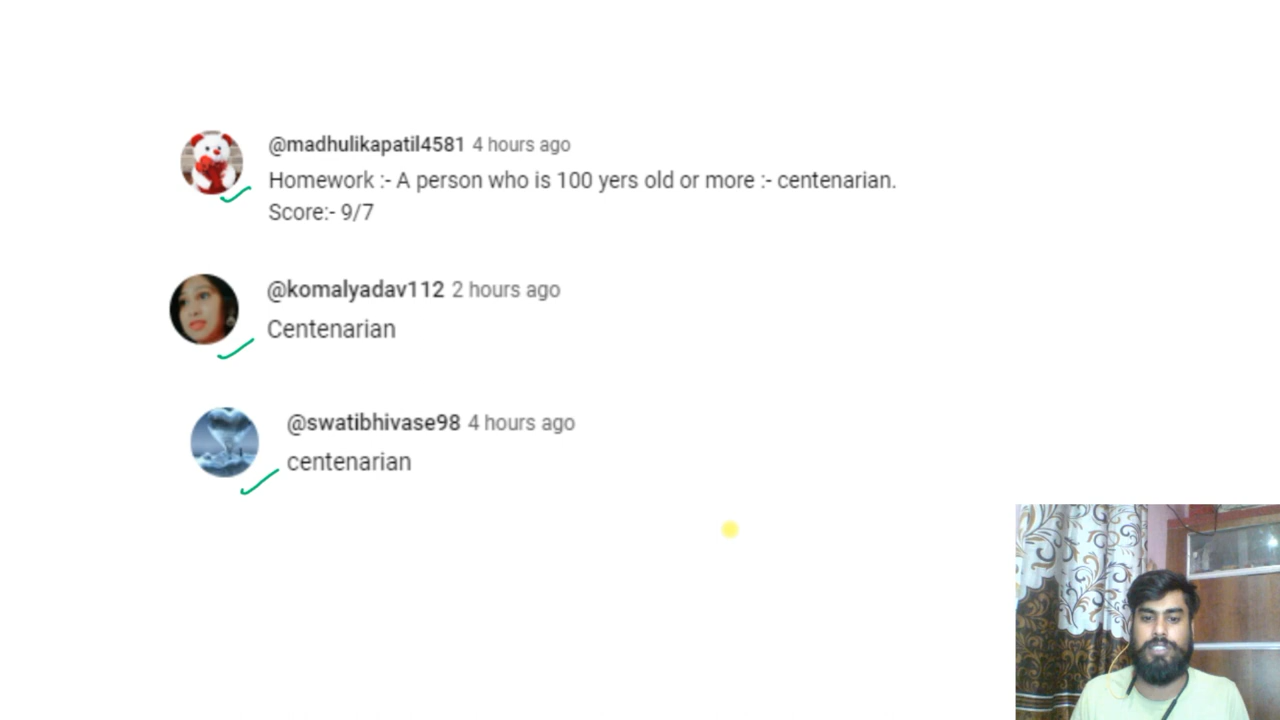 @madhulikapatil4581 4 hours ago
Homework :- A person who is 100 yers old or more :- centenarian.
Score:- 9/7
@komalyadav112 2 hours ago
Centenarian
@swatibhivase98 4 hours ago
centenarian